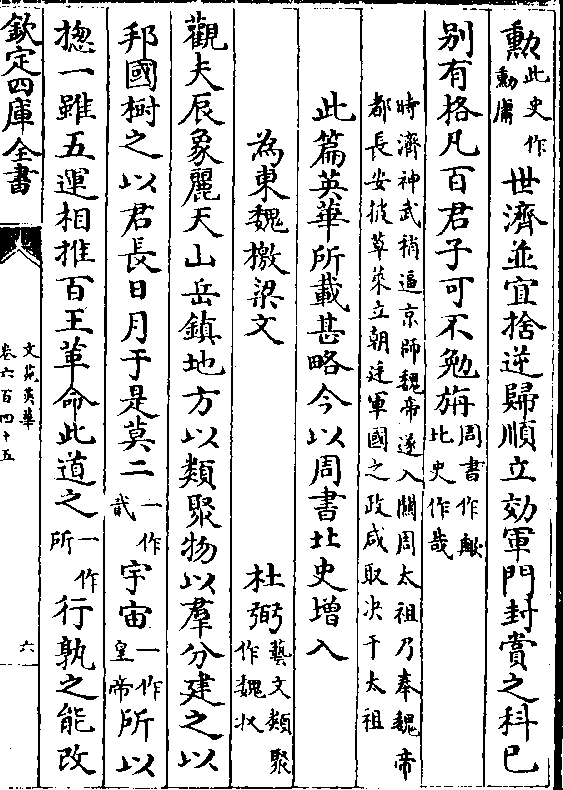 勲此史作勳庸世濟並宜捨逆歸順立効軍門封賞之科已
别有格凡百君子可不勉旃周書作歟北史作哉
時濟神武稍逼京師魏帝遂入關周太祖乃奉魏帝
都長安披草萊立朝廷軍國之政咸取决于太祖
此篇英華所載甚略今以周書北史增入
為東魏檄梁文
杜弼藝文類聚作魏收
觀夫辰象麗天山岳鎮地方以類聚物以羣分建之以
邦國樹之以君長日月于是莫二一作貳宇宙一作皇帝所以
揔一雖五運相推百王革命此道之一作所行孰之能改
欽定四庫全書
文苑英華
卷六百四十五
六